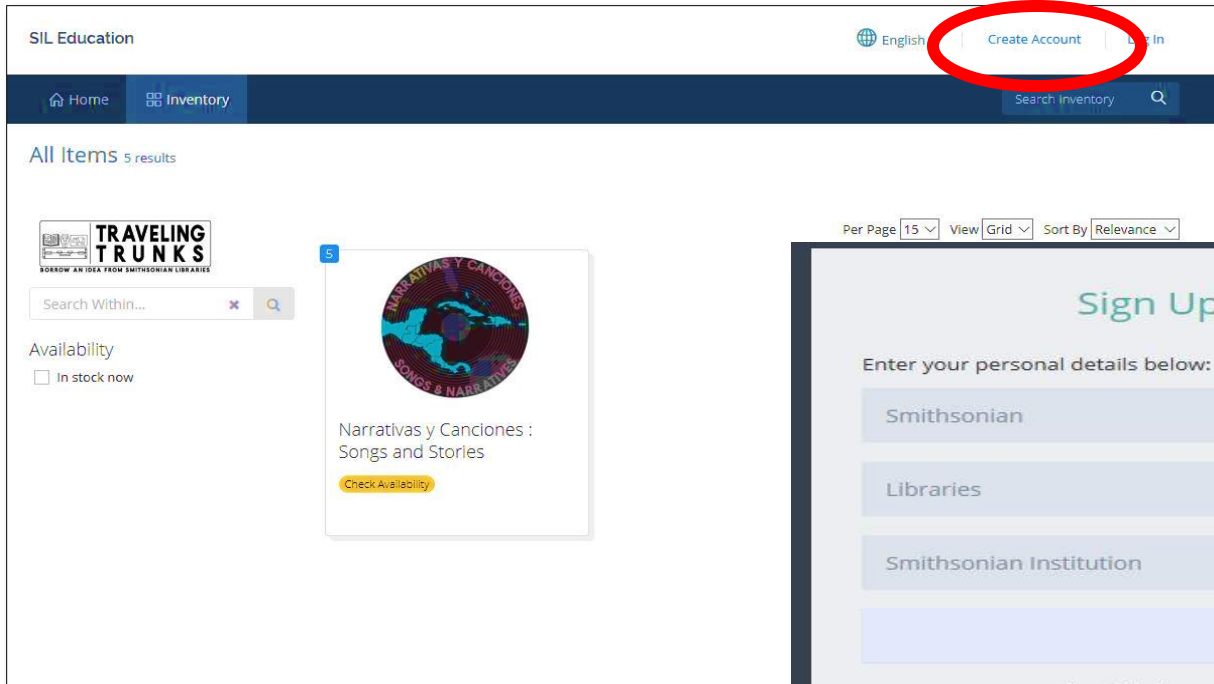 SIL Education
English
Create Account
Log In
Home
Inventory
Search Inventory
All Items 5 results
TRAVELING
TRUNKS
BORROW AN IDEA FROM SMITHSONIAN LIBRARIES
Per Page 15 View Grid Sort By Relevance
Search Within...
Availability
In stock now
5
NARRATIVAS Y CANCIONES
SONGS & NARRATIVES
Narrativas y Canciones :
Songs and Stories
Check Availability
Sign Up
Enter your personal details below:
Smithsonian
Libraries
Smithsonian Institution